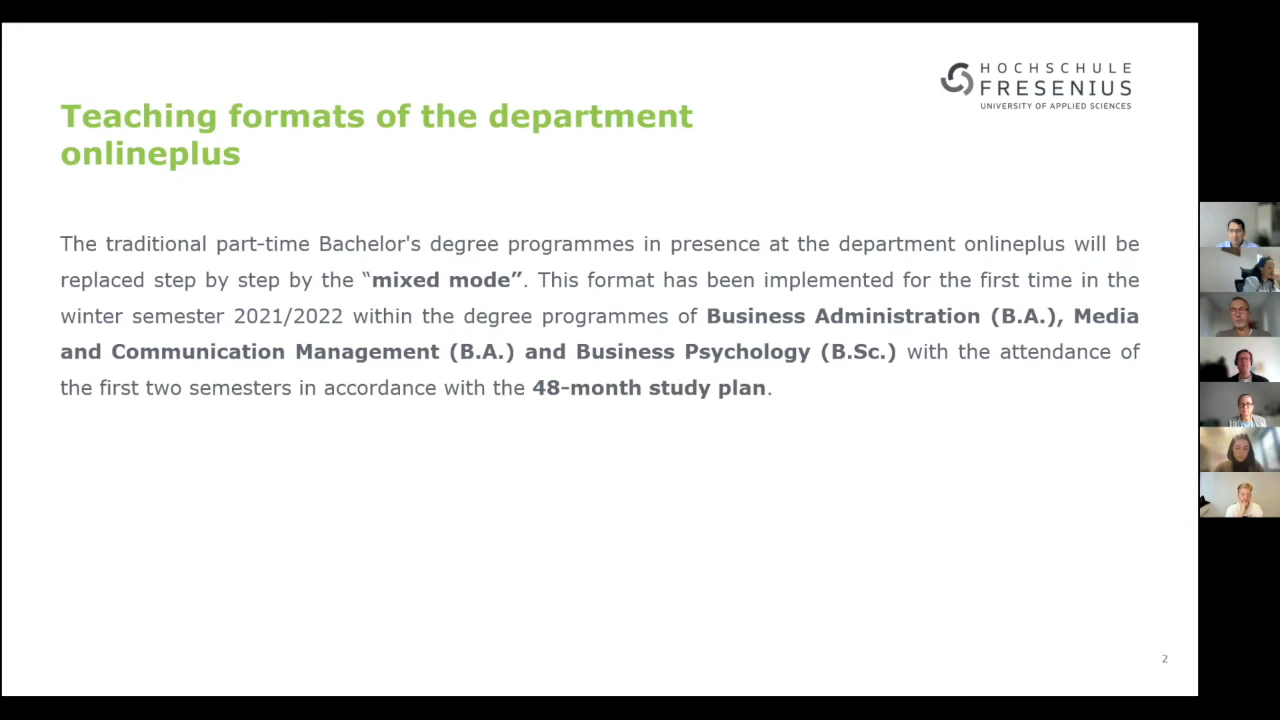 HOCHSCHULE
FRESENIUS
UNIVERSITY OF APPLIED SCIENCES
Teaching formats of the department
onlineplus
The traditional part-time Bachelor's degree programmes in presence at the department onlineplus will be
replaced step by step by the “mixed mode”. This format has been implemented for the first time in the
winter semester 2021/2022 within the degree programmes of Business Administration (B.A.), Media
and Communication Management (B.A.) and Business Psychology (B.Sc.) with the attendance of
the first two semesters in accordance with the 48-month study plan.
2